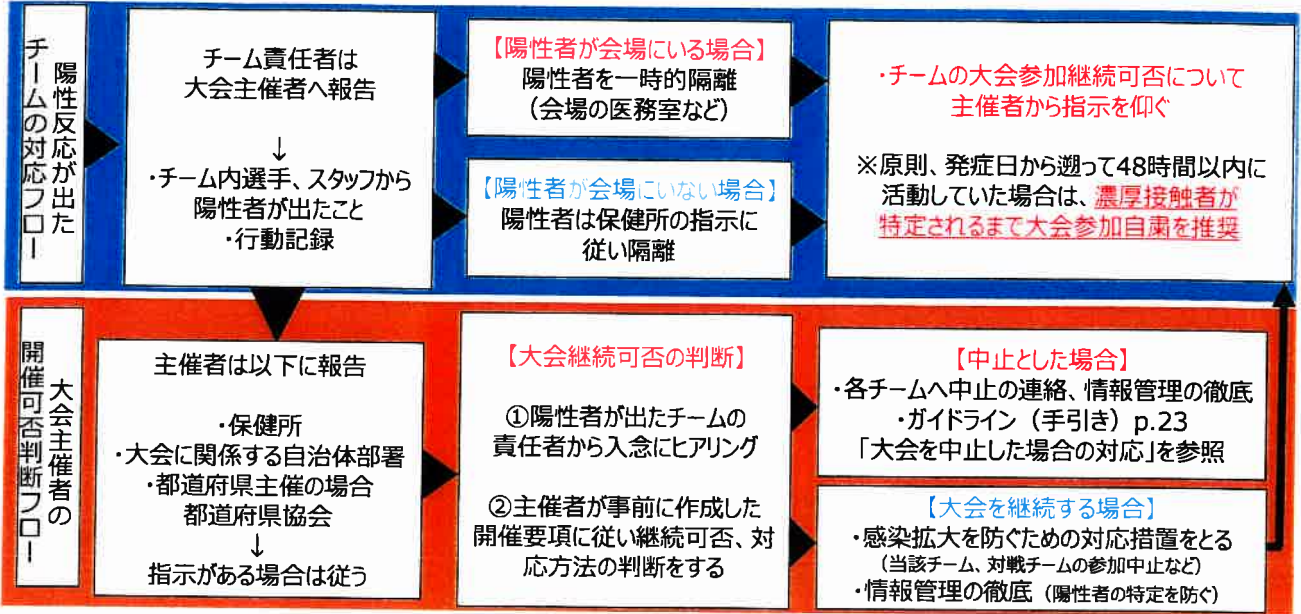 陽性反応が出た
チームの対応フロー
チーム責任者は
大会主催者へ報告
↓
・チーム内選手、スタッフから
陽性者が出たこと
・行動記録
【陽性者が会場にいる場合】
陽性者を一時的隔離
(会場の医務室など)
【陽性者が会場にいない場合】
陽性者は保健所の指示に
従い隔離
・チームの大会参加継続可否について
主催者から指示を仰ぐ
※原則、発症日から遡って48時間以内に
活動していた場合は、濃厚接触者が
特定されるまで大会参加自粛を推奨
大会主催者の
開催可否判断フロー
主催者は以下に報告
・保健所
・大会に関係する自治体部署
・都道府県主催の場合
都道府県協会
↓
指示がある場合は従う
【大会継続可否の判断】
①陽性者が出たチームの
責任者から入念にヒアリング
②主催者が事前に作成した
開催要項に従い継続可否、対
応方法の判断をする
【中止とした場合】
・各チームへ中止の連絡、情報管理の徹底
・ガイドライン(手引き)p.23
「大会を中止した場合の対応」を参照
【大会を継続する場合】
・感染拡大を防ぐための対応措置をとる
(当該チーム、対戦チームの参加中止など)
・情報管理の徹底(陽性者の特定を防ぐ)